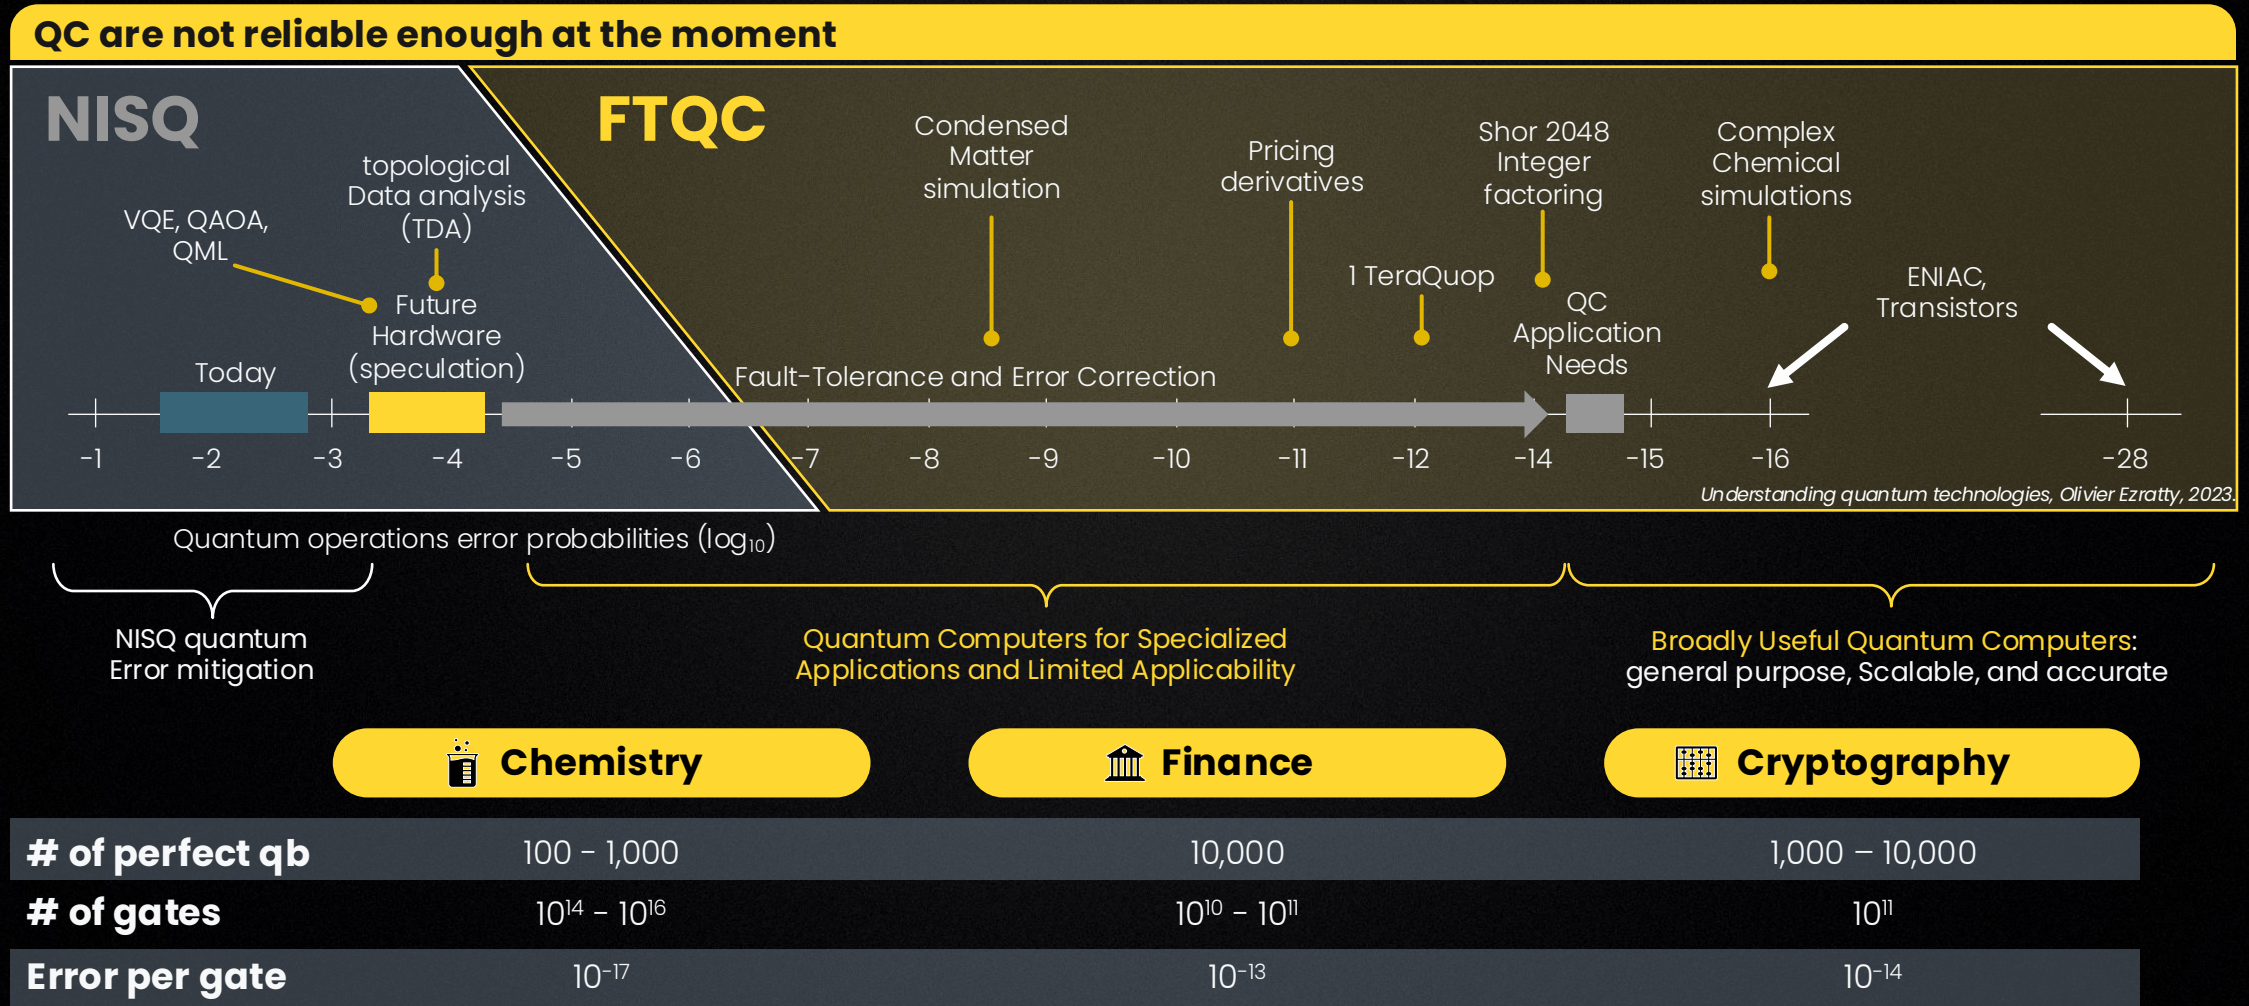 QC are not reliable enough at the moment
NISQ
FTQC
VQE, QAOA,
QML
topological
Data analysis
(TDA)
Condensed
Matter
simulation
Pricing
derivatives
1 TeraQuop
Shor 2048
Integer
factoring
Complex
Chemical
simulations
ENIAC,
Transistors
Today
Future
Hardware
(speculation)
Fault-Tolerance and Error Correction
QC
Application
Needs
-1 -2 -3 -4 -5 -6 -7 -8 -9 -10 -11 -12 -14 -15 -16 -28
Understanding quantum technologies, Olivier Ezratty, 2023.
Quantum operations error probabilities (log₁₀)
NISQ quantum
Error mitigation
Quantum Computers for Specialized
Applications and Limited Applicability
Broadly Useful Quantum Computers:
general purpose, Scalable, and accurate
Chemistry Finance Cryptography
# of perfect qb 100 - 1,000 10,000 1,000 – 10,000
# of gates 10¹⁴ - 10¹⁶ 10¹⁰ - 10¹¹ 10¹¹
Error per gate 10⁻¹⁷ 10⁻¹³ 10⁻¹⁴